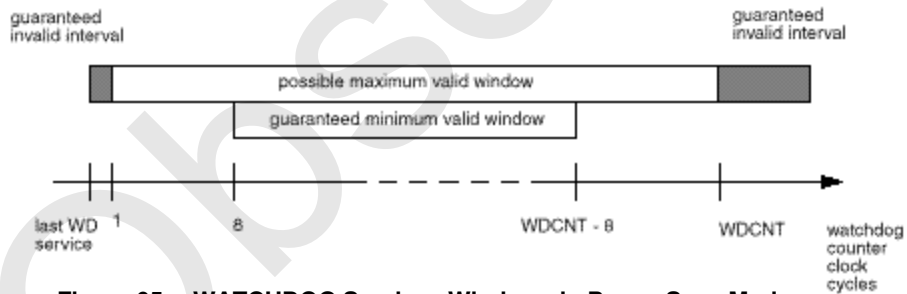 guaranteed
invalid interval
guaranteed
invalid interval
possible maximum valid window
guaranteed minimum valid window
last WD
service
1
8
WDCNT - 8
WDCNT
watchdog
counter
clock
cycles